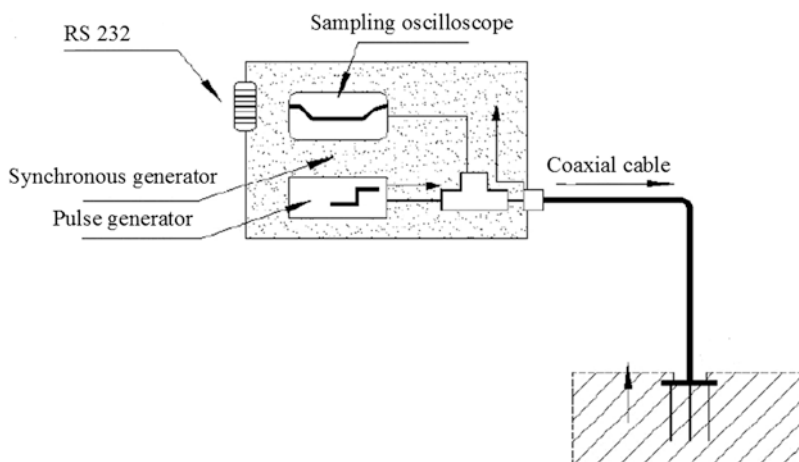 Sampling oscilloscope
RS 232
Coaxial cable
Synchronous generator
Pulse generator